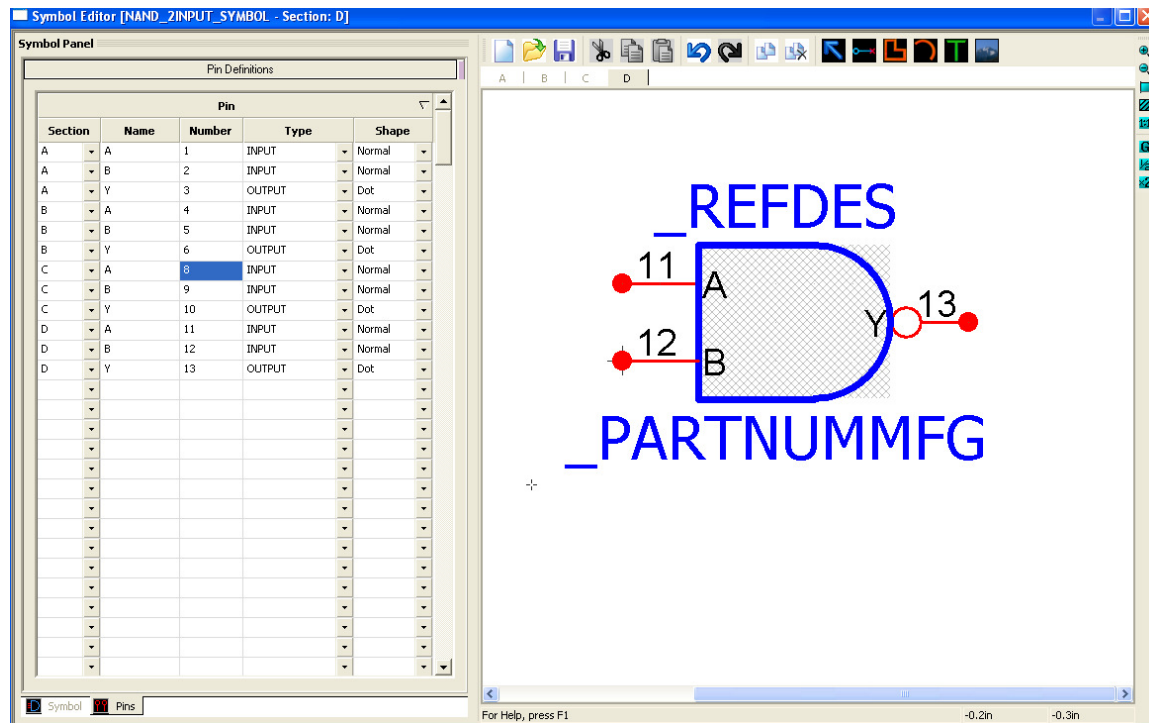 Symbol Editor [NAND_2INPUT_SYMBOL - Section: D]
Symbol Panel
Pin Definitions
A B C D
Pin
Section Name Number Type Shape
A A 1 INPUT Normal
A B 2 INPUT Normal
A Y 3 OUTPUT Dot
B A 4 INPUT Normal
B B 5 INPUT Normal
B Y 6 OUTPUT Dot
C A 8 INPUT Normal
C B 9 INPUT Normal
C Y 10 OUTPUT Dot
D A 11 INPUT Normal
D B 12 INPUT Normal
D Y 13 OUTPUT Dot
Symbol Pins
_REFDES
11 A
Y 13
12 B
_PARTNUMMFG
For Help, press F1 -0.2in -0.3in